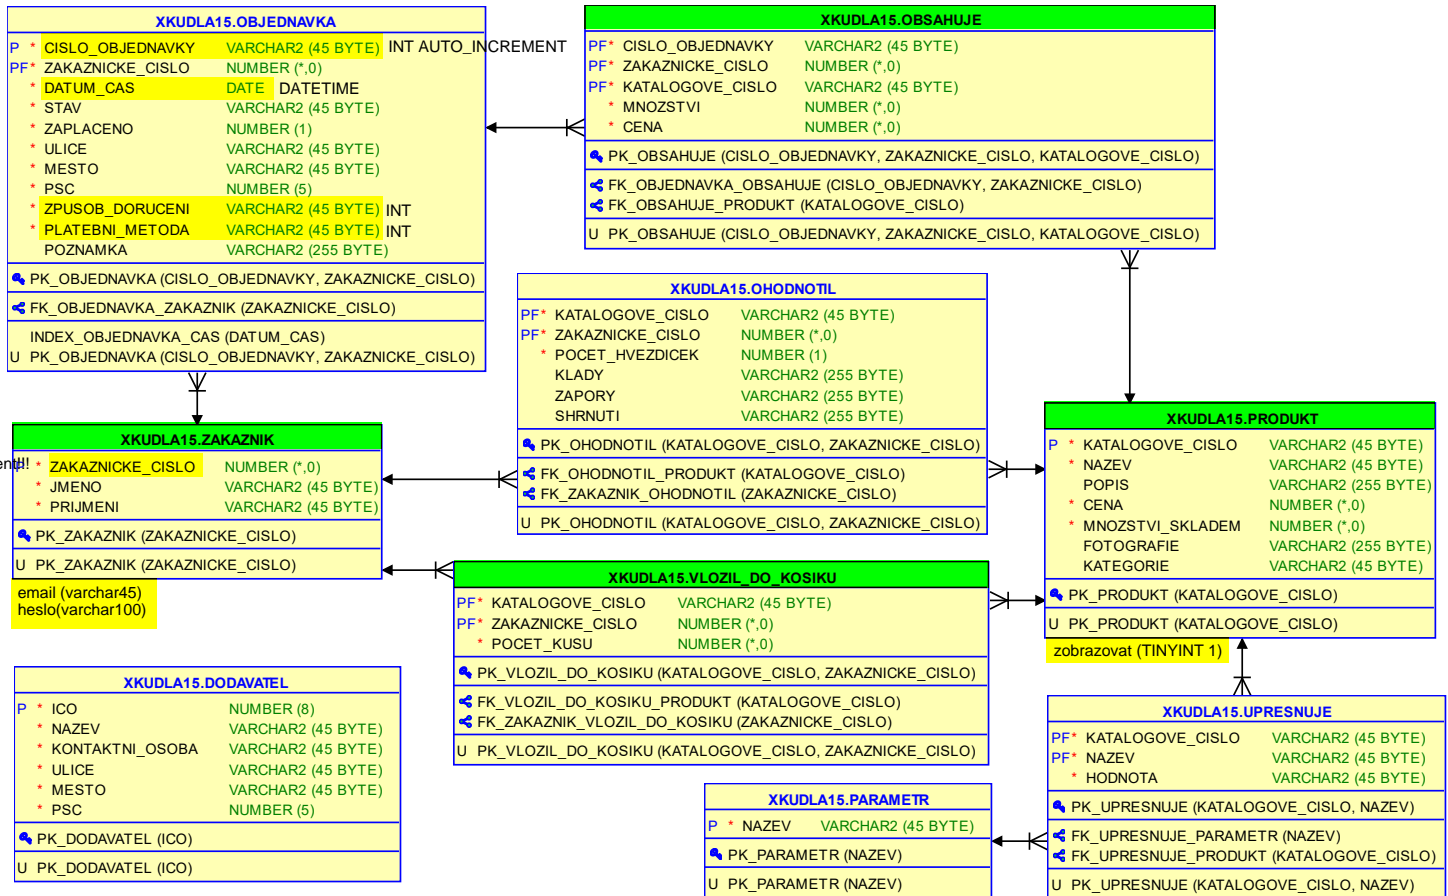 XKUDLA15.OBJEDNAVKA
P * CISLO_OBJEDNAVKY VARCHAR2 (45 BYTE) INT AUTO_INCREMENT
PF* ZAKAZNICKE_CISLO NUMBER (*,0)
* DATUM_CAS DATE DATETIME
* STAV VARCHAR2 (45 BYTE)
* ZAPLACENO NUMBER (1)
* ULICE VARCHAR2 (45 BYTE)
* MESTO VARCHAR2 (45 BYTE)
* PSC NUMBER (5)
* ZPUSOB_DORUCENI VARCHAR2 (45 BYTE) INT
* PLATEBNI_METODA VARCHAR2 (45 BYTE) INT
POZNAMKA VARCHAR2 (255 BYTE)
PK_OBJEDNAVKA (CISLO_OBJEDNAVKY, ZAKAZNICKE_CISLO)
FK_OBJEDNAVKA_ZAKAZNIK (ZAKAZNICKE_CISLO)
INDEX_OBJEDNAVKA_CAS (DATUM_CAS)
U PK_OBJEDNAVKA (CISLO_OBJEDNAVKY, ZAKAZNICKE_CISLO)
XKUDLA15.OBSAHUJE
PF* CISLO_OBJEDNAVKY VARCHAR2 (45 BYTE)
PF* ZAKAZNICKE_CISLO NUMBER (*,0)
PF* KATALOGOVE_CISLO VARCHAR2 (45 BYTE)
* MNOZSTVI NUMBER (*,0)
* CENA NUMBER (*,0)
PK_OBSAHUJE (CISLO_OBJEDNAVKY, ZAKAZNICKE_CISLO, KATALOGOVE_CISLO)
FK_OBJEDNAVKA_OBSAHUJE (CISLO_OBJEDNAVKY, ZAKAZNICKE_CISLO)
FK_OBSAHUJE_PRODUKT (KATALOGOVE_CISLO)
U PK_OBSAHUJE (CISLO_OBJEDNAVKY, ZAKAZNICKE_CISLO, KATALOGOVE_CISLO)
XKUDLA15.OHODNOTIL
PF* KATALOGOVE_CISLO VARCHAR2 (45 BYTE)
PF* ZAKAZNICKE_CISLO NUMBER (*,0)
* POCET_HVEZDICEK NUMBER (1)
KLADY VARCHAR2 (255 BYTE)
ZAPORY VARCHAR2 (255 BYTE)
SHRNUTI VARCHAR2 (255 BYTE)
PK_OHODNOTIL (KATALOGOVE_CISLO, ZAKAZNICKE_CISLO)
FK_OHODNOTIL_PRODUKT (KATALOGOVE_CISLO)
FK_ZAKAZNIK_OHODNOTIL (ZAKAZNICKE_CISLO)
U PK_OHODNOTIL (KATALOGOVE_CISLO, ZAKAZNICKE_CISLO)
XKUDLA15.ZAKAZNIK
P * ZAKAZNICKE_CISLO NUMBER (*,0)
* JMENO VARCHAR2 (45 BYTE)
* PRIJMENI VARCHAR2 (45 BYTE)
PK_ZAKAZNIK (ZAKAZNICKE_CISLO)
U PK_ZAKAZNIK (ZAKAZNICKE_CISLO)
email (varchar45)
heslo(varchar100)
XKUDLA15.PRODUKT
P * KATALOGOVE_CISLO VARCHAR2 (45 BYTE)
* NAZEV VARCHAR2 (45 BYTE)
POPIS VARCHAR2 (255 BYTE)
* CENA NUMBER (*,0)
* MNOZSTVI_SKLADEM NUMBER (*,0)
FOTOGRAFIE VARCHAR2 (255 BYTE)
KATEGORIE VARCHAR2 (45 BYTE)
PK_PRODUKT (KATALOGOVE_CISLO)
U PK_PRODUKT (KATALOGOVE_CISLO)
zobrazovat (TINYINT 1)
XKUDLA15.VLOZIL_DO_KOSIKU
PF* KATALOGOVE_CISLO VARCHAR2 (45 BYTE)
PF* ZAKAZNICKE_CISLO NUMBER (*,0)
* POCET_KUSU NUMBER (*,0)
PK_VLOZIL_DO_KOSIKU (KATALOGOVE_CISLO, ZAKAZNICKE_CISLO)
FK_VLOZIL_DO_KOSIKU_PRODUKT (KATALOGOVE_CISLO)
FK_ZAKAZNIK_VLOZIL_DO_KOSIKU (ZAKAZNICKE_CISLO)
U PK_VLOZIL_DO_KOSIKU (KATALOGOVE_CISLO, ZAKAZNICKE_CISLO)
XKUDLA15.DODAVATEL
P * ICO NUMBER (8)
* NAZEV VARCHAR2 (45 BYTE)
* KONTAKTNI_OSOBA VARCHAR2 (45 BYTE)
* ULICE VARCHAR2 (45 BYTE)
* MESTO VARCHAR2 (45 BYTE)
* PSC NUMBER (5)
PK_DODAVATEL (ICO)
U PK_DODAVATEL (ICO)
XKUDLA15.PARAMETR
P * NAZEV VARCHAR2 (45 BYTE)
PK_PARAMETR (NAZEV)
U PK_PARAMETR (NAZEV)
XKUDLA15.UPRESNUJE
PF* KATALOGOVE_CISLO VARCHAR2 (45 BYTE)
PF* NAZEV VARCHAR2 (45 BYTE)
* HODNOTA VARCHAR2 (45 BYTE)
PK_UPRESNUJE (KATALOGOVE_CISLO, NAZEV)
FK_UPRESNUJE_PARAMETR (NAZEV)
FK_UPRESNUJE_PRODUKT (KATALOGOVE_CISLO)
U PK_UPRESNUJE (KATALOGOVE_CISLO, NAZEV)